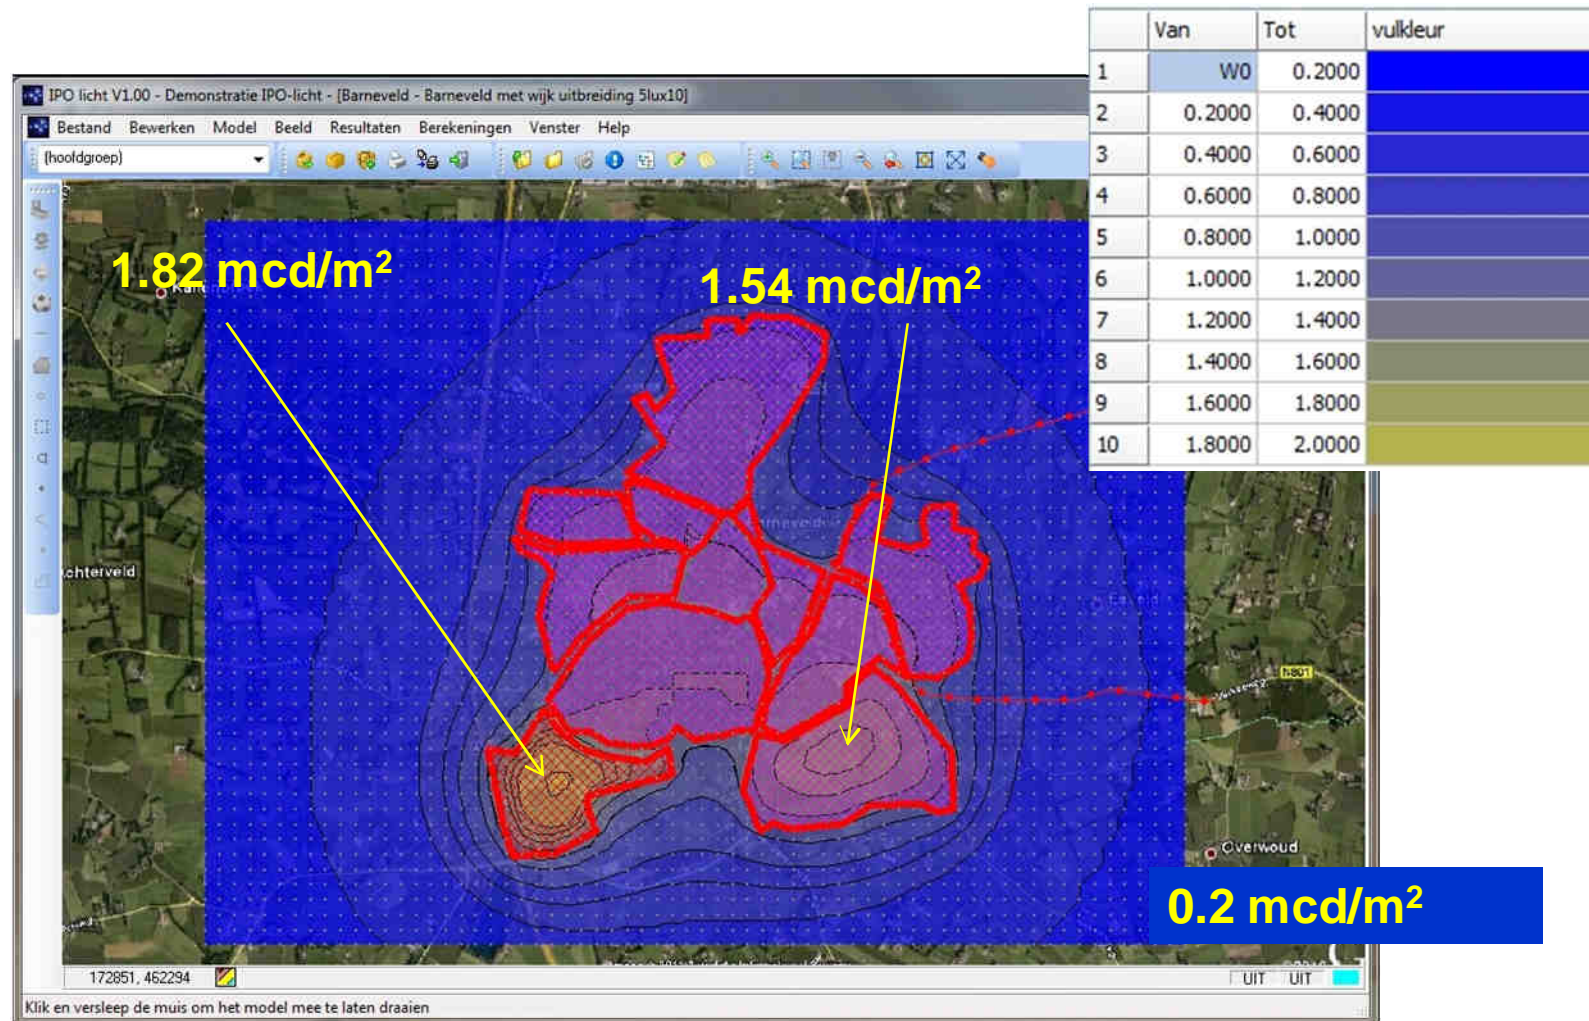 Van Tot vulkleur
1 W0 0.2000
2 0.2000 0.4000
3 0.4000 0.6000
4 0.6000 0.8000
5 0.8000 1.0000
6 1.0000 1.2000
7 1.2000 1.4000
8 1.4000 1.6000
9 1.6000 1.8000
10 1.8000 2.0000
IPO licht V1.00 - Demonstratie IPO-licht - [Barneveld - Barneveld met wijk uitbreiding 5lux10]
Bestand Bewerken Model Beeld Resultaten Berekeningen Venster Help
(hoofdgroep)
1.82 mcd/m²
1.54 mcd/m²
chterveld
N801
Overwoud
0.2 mcd/m²
172851, 462294 UIT UIT
Klik en versleep de muis om het model mee te laten draaien